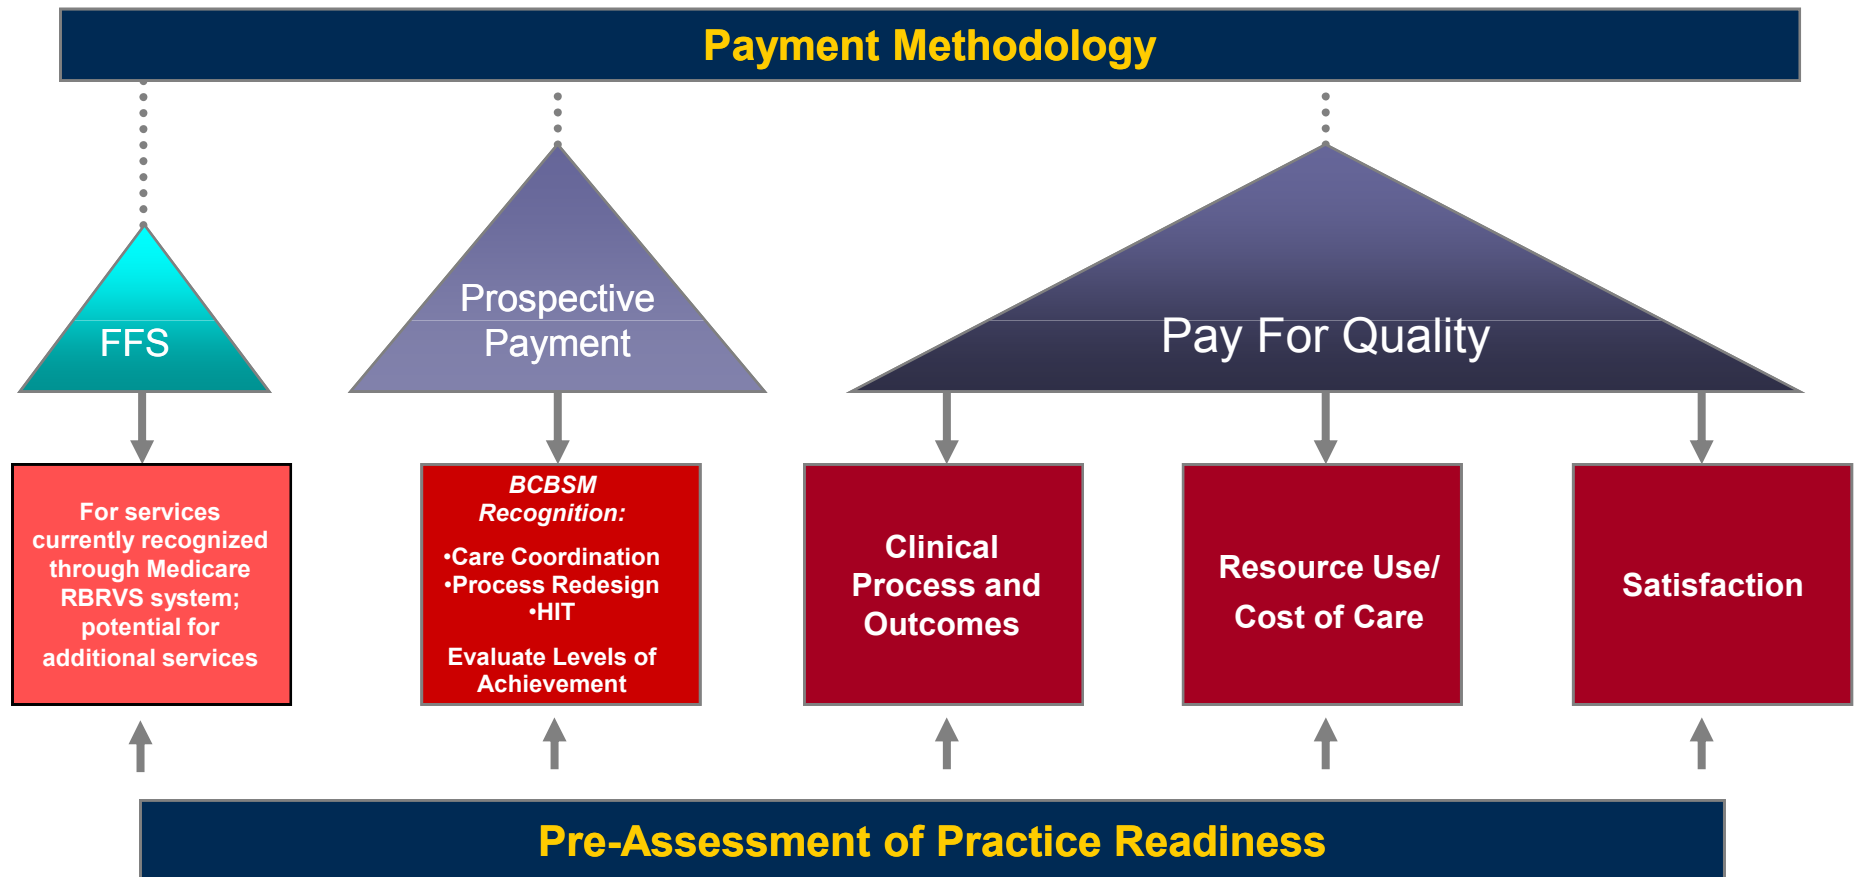 Payment Methodology
FFS
Prospective
Payment
Pay For Quality
For services
currently recognized
through Medicare
RBRVS system;
potential for
additional services
BCBSM
Recognition:
•Care Coordination
•Process Redesign
•HIT
Evaluate Levels of
Achievement
Clinical
Process and
Outcomes
Resource Use/
Cost of Care
Satisfaction
Pre-Assessment of Practice Readiness